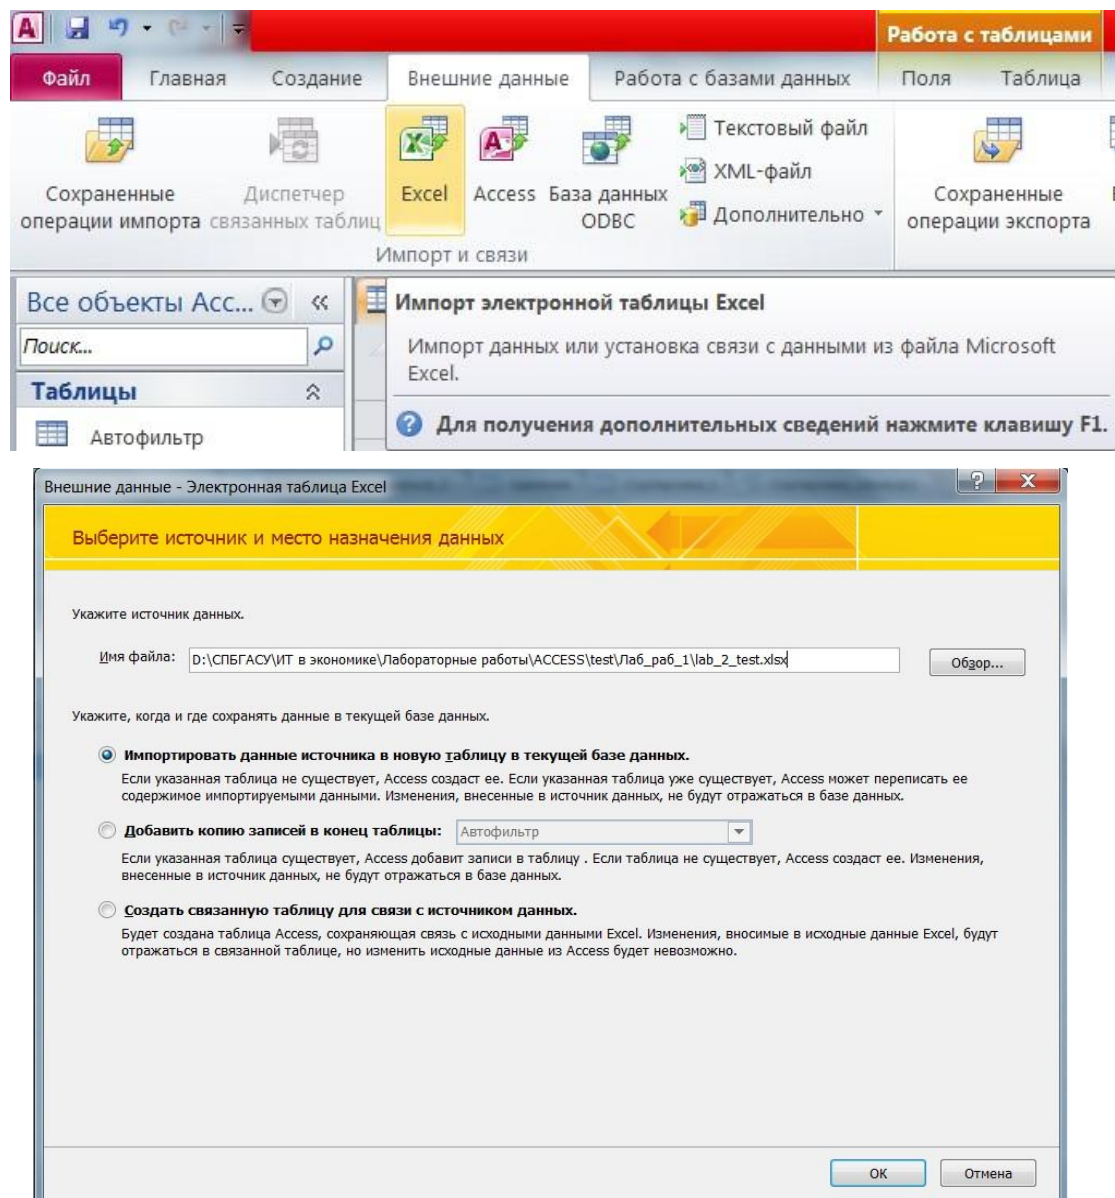 Работа с таблицами
Файл Главная Создание Внешние данные Работа с базами данных Поля Таблица
Сохраненные операции импорта
Диспетчер связанных таблиц
Excel
Access
База данных ODBC
Текстовый файл
XML-файл
Дополнительно
Сохраненные операции экспорта
Импорт и связи
Все объекты Acc...
Поиск...
Таблицы
Автофильтр
Импорт электронной таблицы Excel
Импорт данных или установка связи с данными из файла Microsoft
Excel.
Для получения дополнительных сведений нажмите клавишу F1.
Внешние данные - Электронная таблица Excel
Выберите источник и место назначения данных
Укажите источник данных.
Имя файла: D:\СПБГАСУ\ИТ в экономике\Лабораторные работы\ACCESS\test\Лаб_раб_1\lab_2_test.xlsx Обзор...
Укажите, когда и где сохранять данные в текущей базе данных.
Импортировать данные источника в новую таблицу в текущей базе данных.
Если указанная таблица не существует, Access создаст ее. Если указанная таблица уже существует, Access может переписать ее
содержимое импортируемыми данными. Изменения, внесенные в источник данных, не будут отражаться в базе данных.
Добавить копию записей в конец таблицы: Автофильтр
Если указанная таблица существует, Access добавит записи в таблицу . Если таблица не существует, Access создаст ее. Изменения,
внесенные в источник данных, не будут отражаться в базе данных.
Создать связанную таблицу для связи с источником данных.
Будет создана таблица Access, сохраняющая связь с исходными данными Excel. Изменения, вносимые в исходные данные Excel, будут
отражаться в связанной таблице, но изменить исходные данные из Access будет невозможно.
ОК Отмена